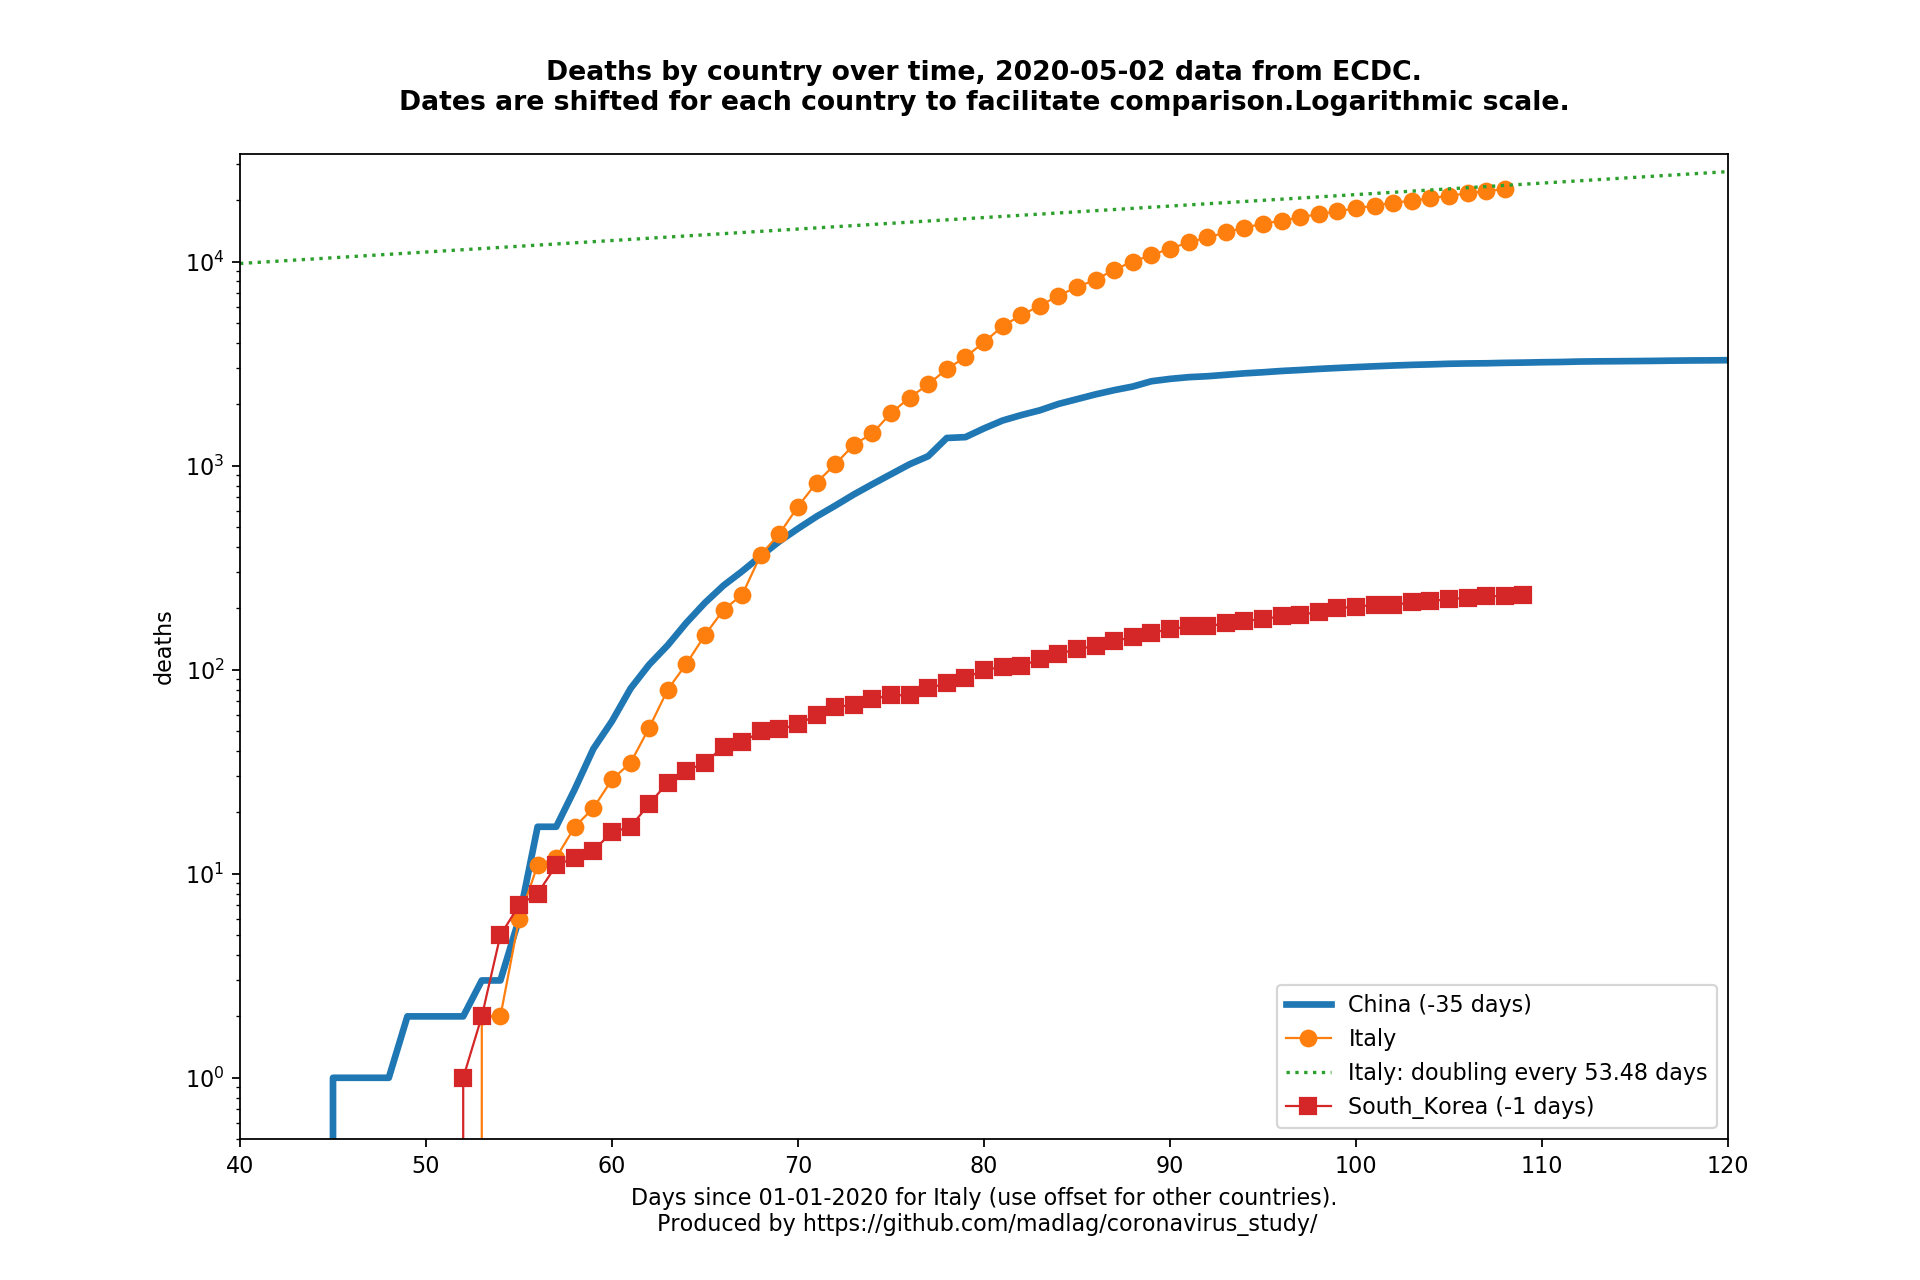 Deaths by country over time, 2020-05-02 data from ECDC.
Dates are shifted for each country to facilitate comparison.Logarithmic scale.
deaths
10⁴
10³
10²
10¹
10⁰
40 50 60 70 80 90 100 110 120
China (-35 days)
Italy
Italy: doubling every 53.48 days
South_Korea (-1 days)
Days since 01-01-2020 for Italy (use offset for other countries).
Produced by https://github.com/madlag/coronavirus_study/